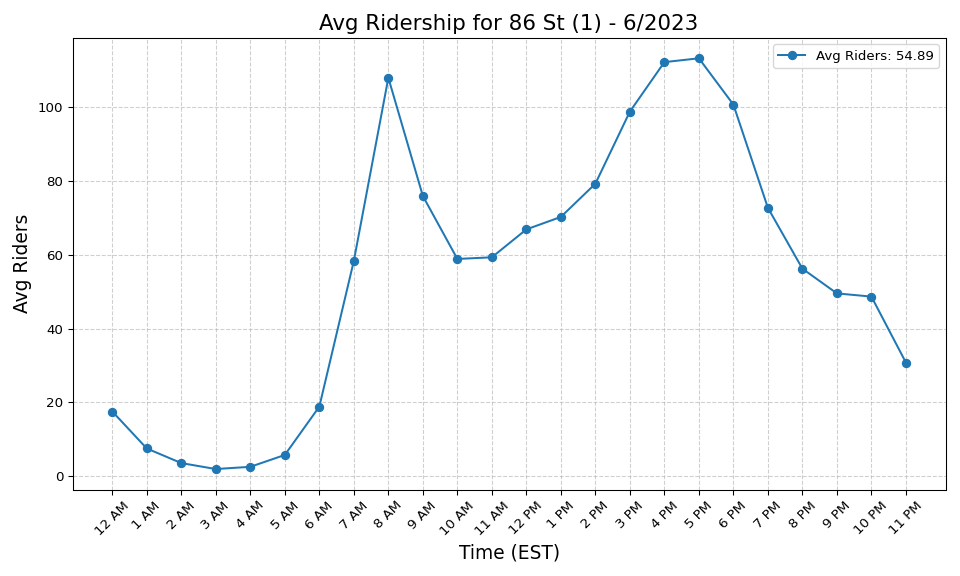 Avg Ridership for 86 St (1) - 6/2023
Avg Riders: 54.89
Avg Riders
100
80
60
40
20
0
12 AM
1 AM
2 AM
3 AM
4 AM
5 AM
6 AM
7 AM
8 AM
9 AM
10 AM
11 AM
12 PM
1 PM
2 PM
3 PM
4 PM
5 PM
6 PM
7 PM
8 PM
9 PM
10 PM
11 PM
Time (EST)